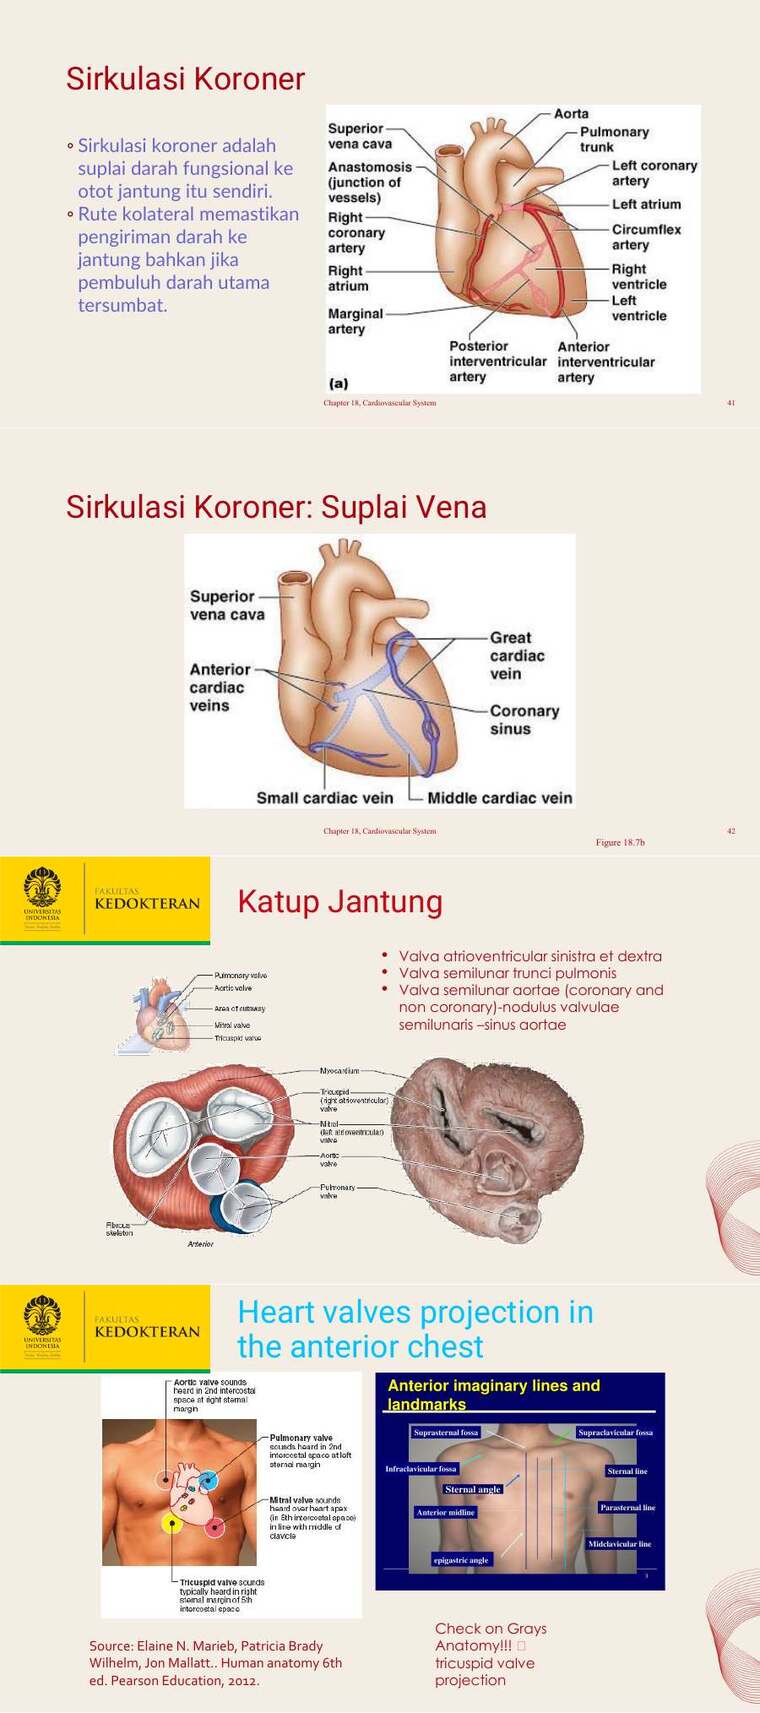 Sirkulasi Koroner
∘ Sirkulasi koroner adalah
suplai darah fungsional ke
otot jantung itu sendiri.
∘ Rute kolateral memastikan
pengiriman darah ke
jantung bahkan jika
pembuluh darah utama
tersumbat.
Superior
vena cava
Anastomosis
(junction of
vessels)
Right
coronary
artery
Right
atrium
Marginal
artery
Aorta
Pulmonary
trunk
Left coronary
artery
Left atrium
Circumflex
artery
Right
ventricle
Left
ventricle
Posterior
interventricular
artery
Anterior
interventricular
artery
(a)
Chapter 18, Cardiovascular System
41
Sirkulasi Koroner: Suplai Vena
Superior
vena cava
Anterior
cardiac
veins
Great
cardiac
vein
Coronary
sinus
Small cardiac vein
Middle cardiac vein
Chapter 18, Cardiovascular System
42
Figure 18.7b
UNIVERSITAS
INDONESIA
FAKULTAS
KEDOKTERAN
Katup Jantung
• Valva atrioventricular sinistra et dextra
• Valva semilunar trunci pulmonis
• Valva semilunar aortae (coronary and
non coronary)-nodulus valvulae
semilunaris –sinus aortae
Pulmonary valve
Aortic valve
Area of cutaway
Mitral valve
Tricuspid valve
Myocardium
Tricuspid
(right atrioventricular)
valve
Mitral
(left atrioventricular)
valve
Aortic
valve
Pulmonary
valve
Fibrous
skeleton
Anterior
UNIVERSITAS
INDONESIA
FAKULTAS
KEDOKTERAN
Heart valves projection in
the anterior chest
Aortic valve sounds
heard in 2nd intercostal
space at right sternal
margin
Pulmonary valve
sounds heard in 2nd
intercostal space at left
sternal margin
Mitral valve sounds
heard over heart apex
(in 5th intercostal space)
in line with middle of
clavicle
Tricuspid valve sounds
typically heard in right
sternal margin of 5th
intercostal space
Anterior imaginary lines and
landmarks
Suprasternal fossa
Supraclavicular fossa
Infraclavicular fossa
Sternal line
Sternal angle
Parasternal line
Anterior midline
Midclavicular line
epigastric angle
Source: Elaine N. Marieb, Patricia Brady
Wilhelm, Jon Mallatt.. Human anatomy 6th
ed. Pearson Education, 2012.
Check on Grays
Anatomy!!! 
tricuspid valve
projection